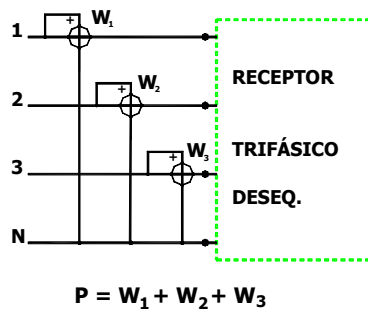 1
W₁
+
RECEPTOR
2
W₂
+
TRIFÁSICO
3
W₃
+
DESEQ.
N
P = W₁ + W₂ + W₃